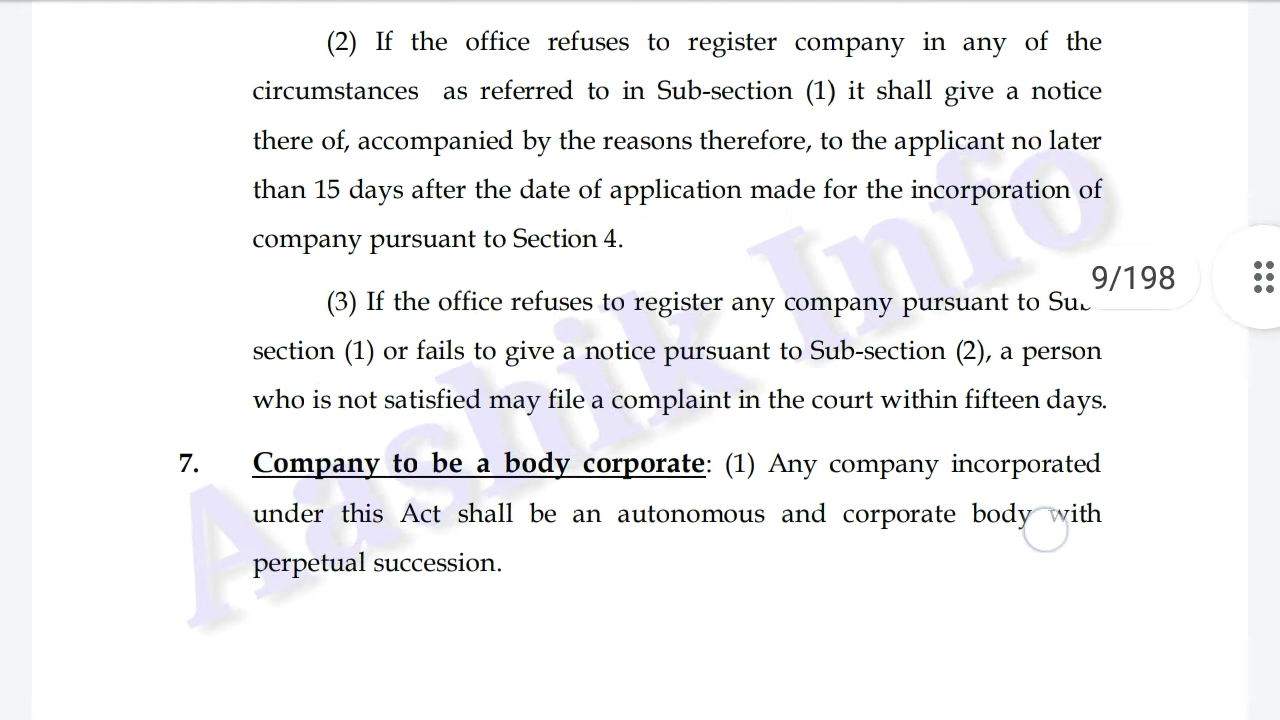 (2) If the office refuses to register company in any of the
circumstances as referred to in Sub-section (1) it shall give a notice
there of, accompanied by the reasons therefore, to the applicant no later
than 15 days after the date of application made for the incorporation of
company pursuant to Section 4.
9/198
(3) If the office refuses to register any company pursuant to
section (1) or fails to give a notice pursuant to Sub-section (2), a person
who is not satisfied may file a complaint in the court within fifteen days.
7. Company to be a body corporate: (1) Any company incorporated
under this Act shall be an autonomous and corporate body with
perpetual succession.
Aashik Info